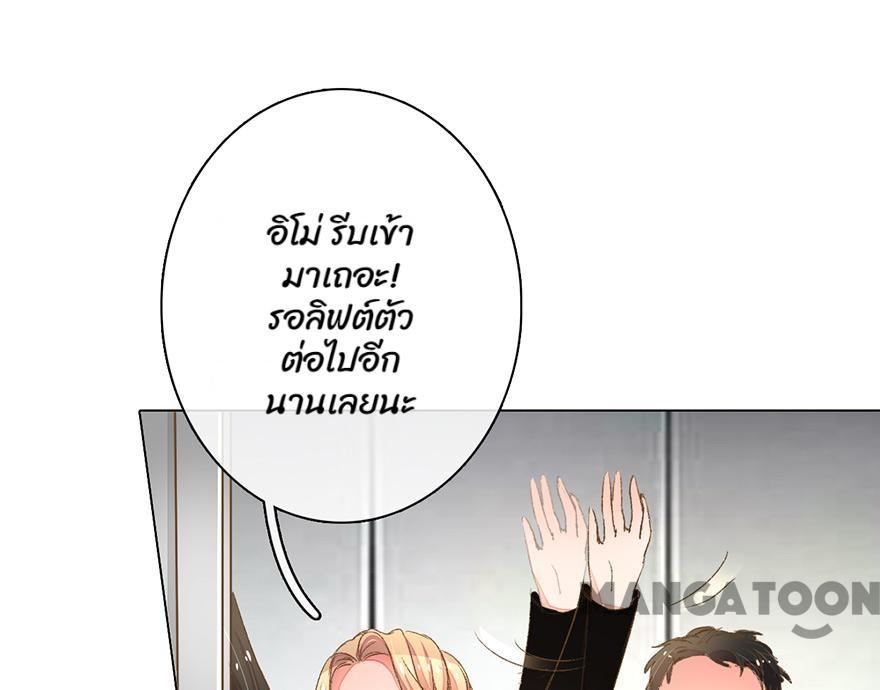 อิโม่ รีบเข้า
มาเถอะ!
รอลิฟต์ตัว
ต่อไปอีก
นานเลยนะ
MANGATOON